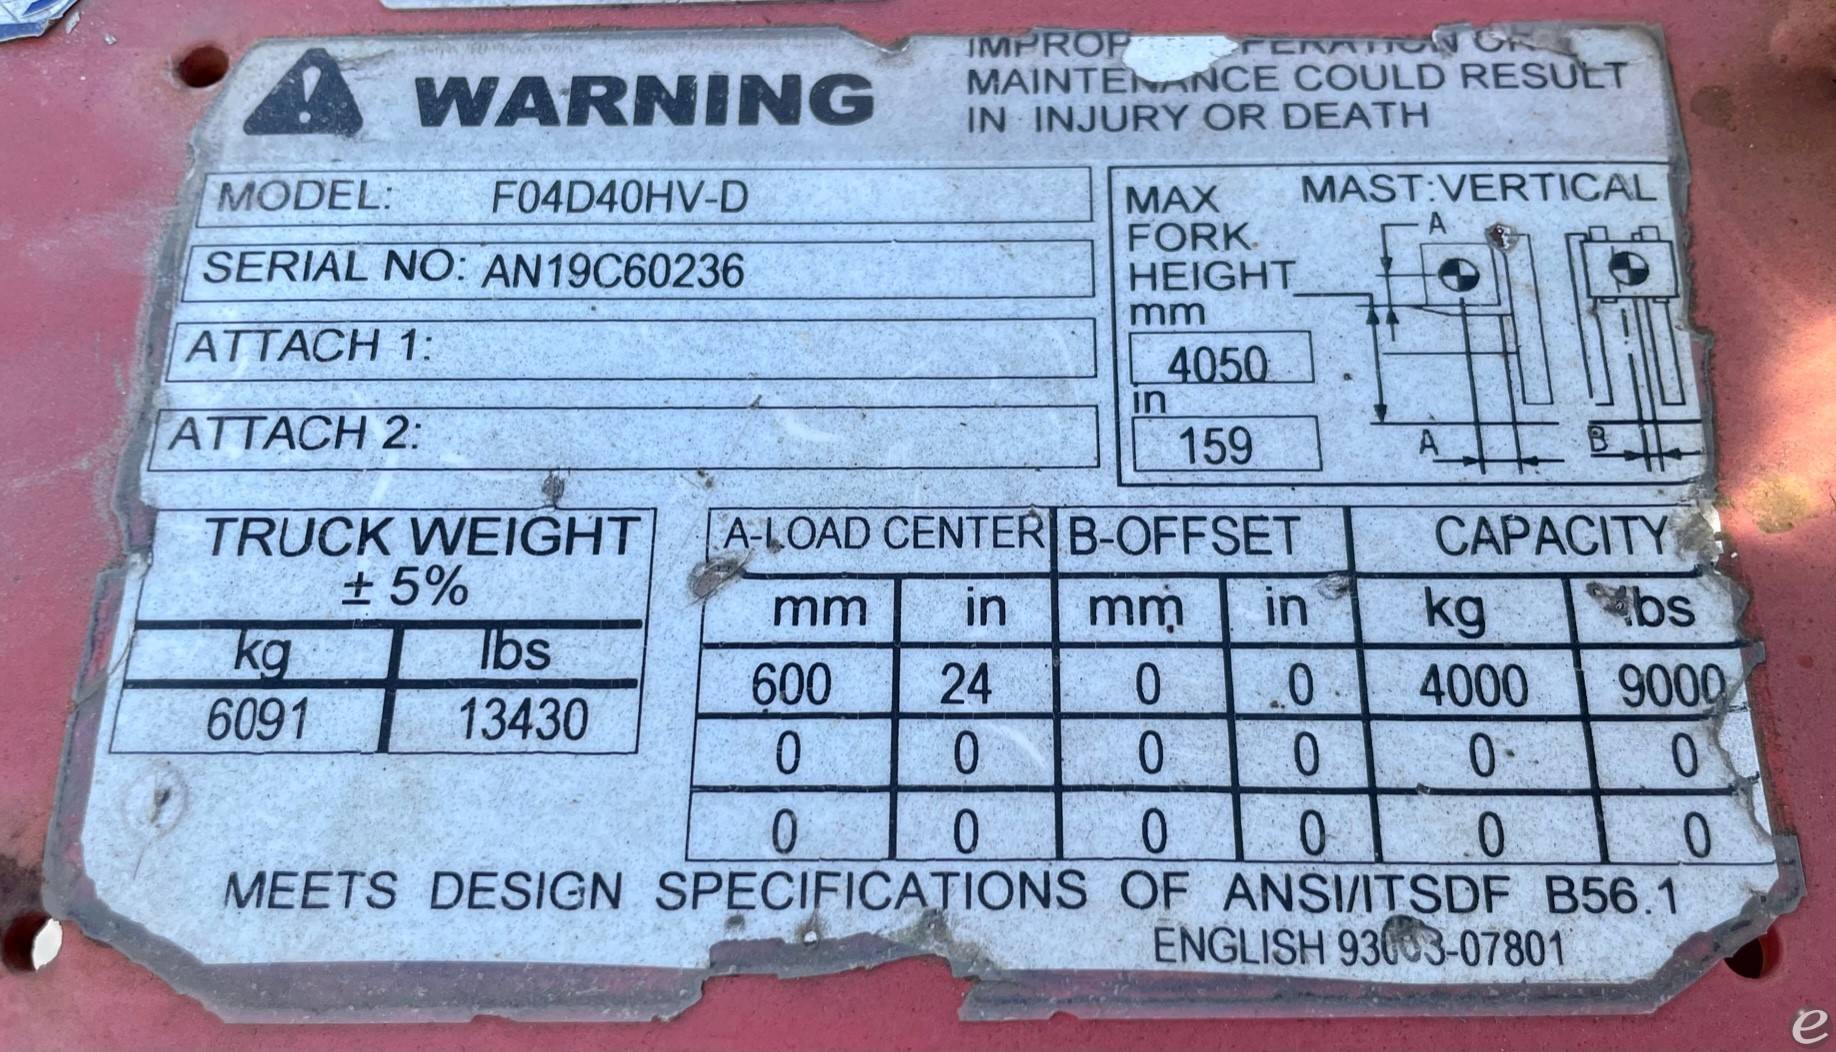 WARNING
MAINTENANCE COULD RESULT
IN INJURY OR DEATH
MODEL: F04D40HV-D
SERIAL NO: AN19C60236
ATTACH 1:
ATTACH 2:
MAX FORK HEIGHT
MAST:VERTICAL
mm
4050
in
159
A
A
B
TRUCK WEIGHT
± 5%
kg lbs
6091 13430
A-LOAD CENTER B-OFFSET CAPACITY
mm in mm in kg lbs
600 24 0 0 4000 9000
0 0 0 0 0 0
0 0 0 0 0 0
MEETS DESIGN SPECIFICATIONS OF ANSI/ITSDF B56.1
ENGLISH
e